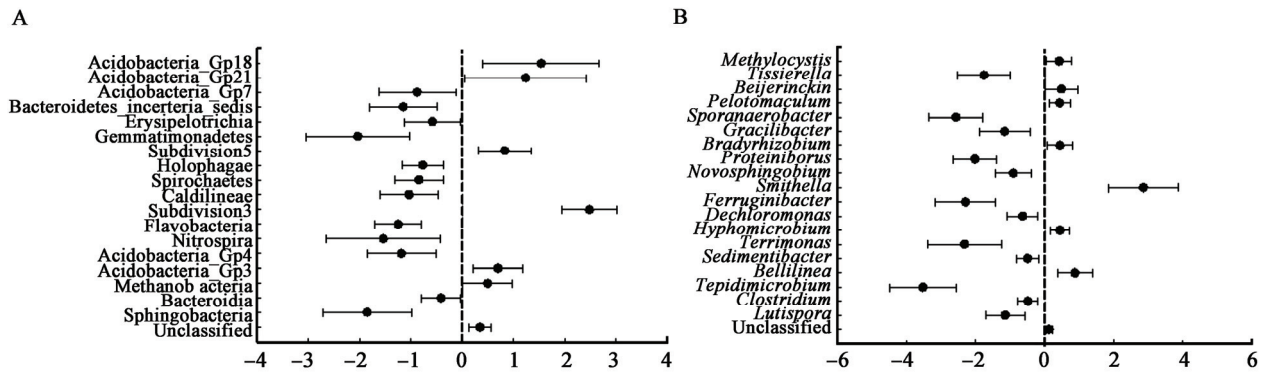 A
Acidobacteria_Gp18
Acidobacteria_Gp21
Acidobacteria_Gp7
Bacteroidetes_incerteria_sedis
Erysipelotrichia
Gemmatimonadetes
Subdivision5
Holophagae
Spirochaetes
Caldilineae
Subdivision3
Flavobacteria
Nitrospira
Acidobacteria_Gp4
Acidobacteria_Gp3
Methanob acteria
Bacteroidia
Sphingobacteria
Unclassified
−4 −3 −2 −1 0 1 2 3 4
B
Methylocystis
Tissierella
Beijerinckin
Pelotomaculum
Sporanaerobacter
Gracilibacter
Bradyrhizobium
Proteiniborus
Novosphingobium
Smithella
Ferruginibacter
Dechloromonas
Hyphomicrobium
Terrimonas
Sedimentibacter
Bellilinea
Tepidimicrobium
Clostridium
Lutispora
Unclassified
−6 −4 −2 0 2 4 6